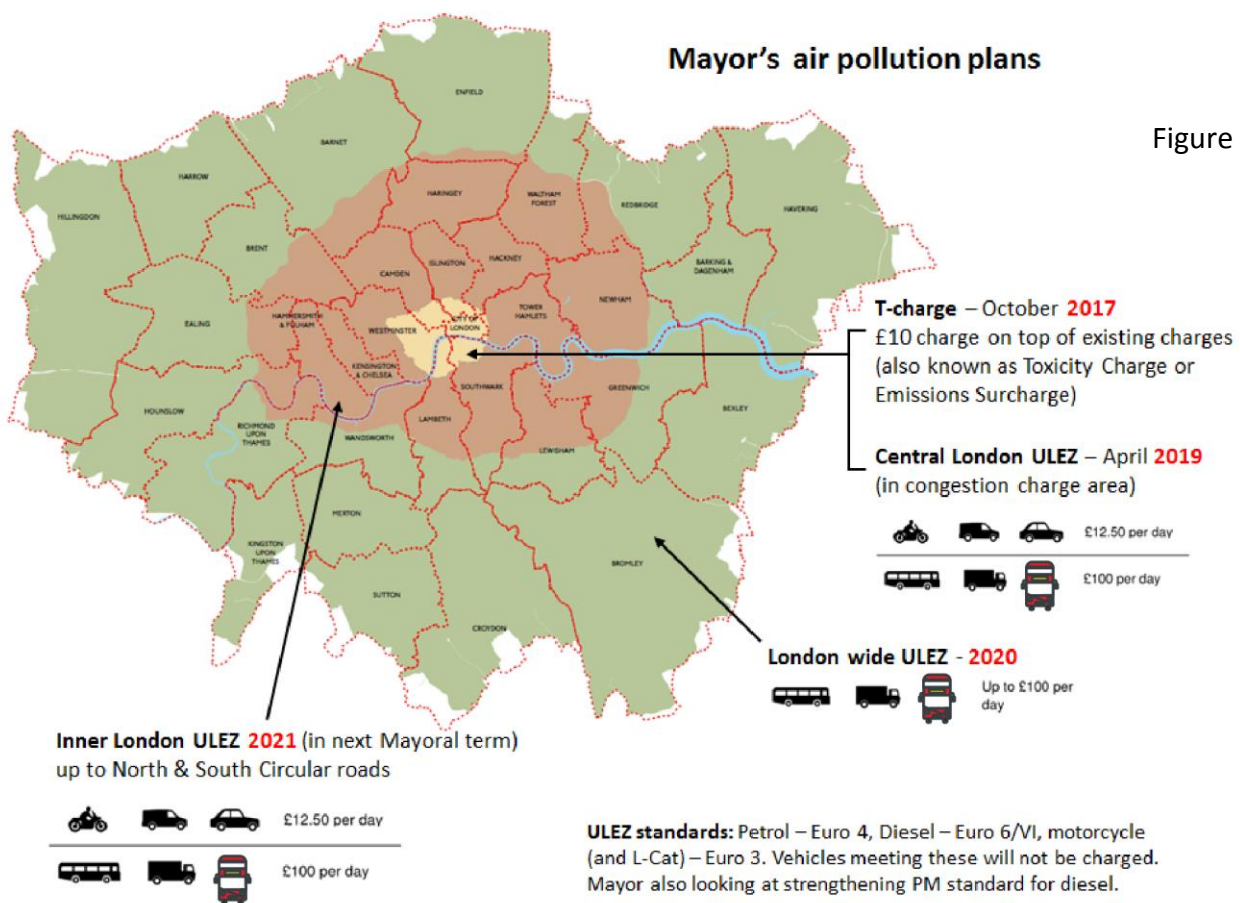 Mayor's air pollution plans
Figure
ENFIELD
BARNET
HARROW
HARINGEY
WALTHAM
FOREST
REDBRIDGE
HAVERING
HILLINGDON
BRENT
CAMDEN
ISLINGTON
HACKNEY
BARKING &
DAGENHAM
EALING
HAMMERSMITH
& FULHAM
WESTMINSTER
CITY OF
LONDON
TOWER
HAMLETS
NEWHAM
KENSINGTON
& CHELSEA
SOUTHWARK
GREENWICH
HOUNSLOW
RICHMOND
UPON
THAMES
WANDSWORTH
LAMBETH
LEWISHAM
BEXLEY
MERTON
KINGSTON
UPON
THAMES
SUTTON
CROYDON
BROMLEY
T-charge – October 2017
£10 charge on top of existing charges
(also known as Toxicity Charge or
Emissions Surcharge)
Central London ULEZ – April 2019
(in congestion charge area)
£12.50 per day
£100 per day
London wide ULEZ - 2020
Up to £100 per
day
Inner London ULEZ 2021 (in next Mayoral term)
up to North & South Circular roads
£12.50 per day
£100 per day
ULEZ standards: Petrol – Euro 4, Diesel – Euro 6/VI, motorcycle
(and L-Cat) – Euro 3. Vehicles meeting these will not be charged.
Mayor also looking at strengthening PM standard for diesel.